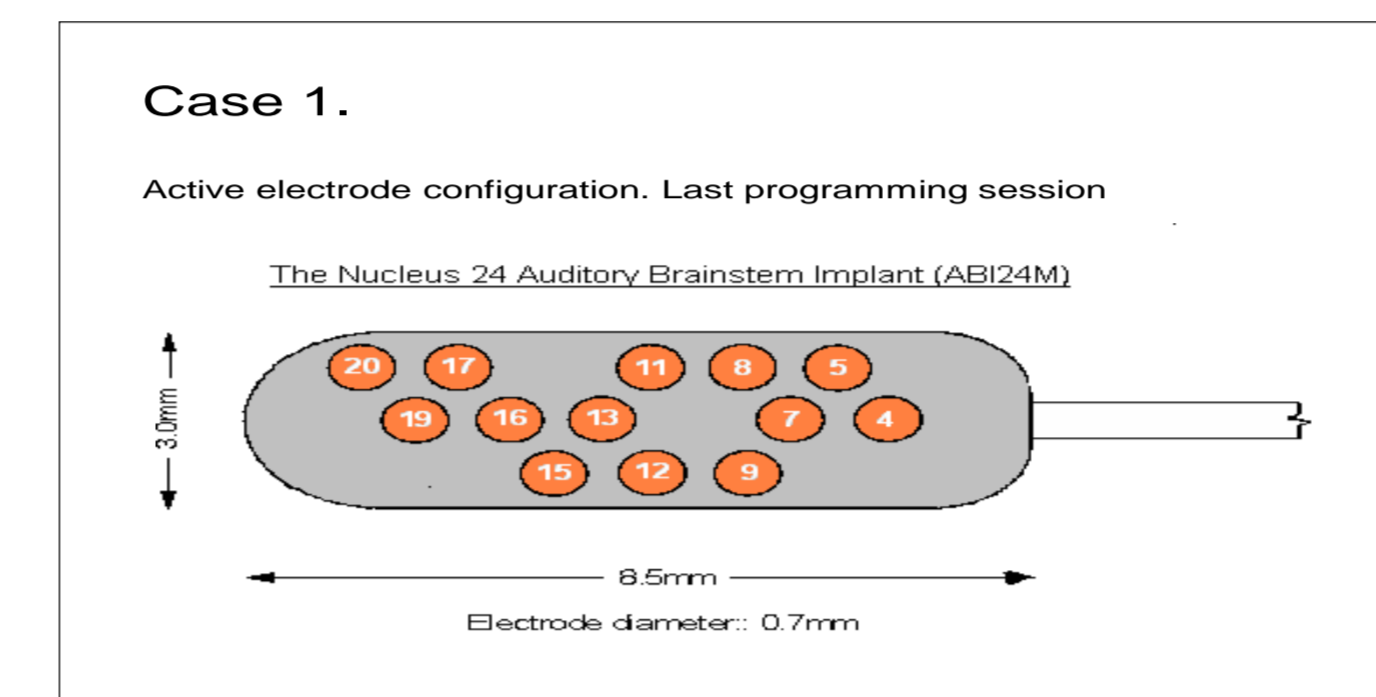 Case 1.
Active electrode configuration. Last programming session
The Nucleus 24 Auditory Brainstem Implant (ABI24M)
20 17 11 8 5
3.0mm
19 16 13 7 4
15 12 9
8.5mm
Electrode diameter:: 0.7mm